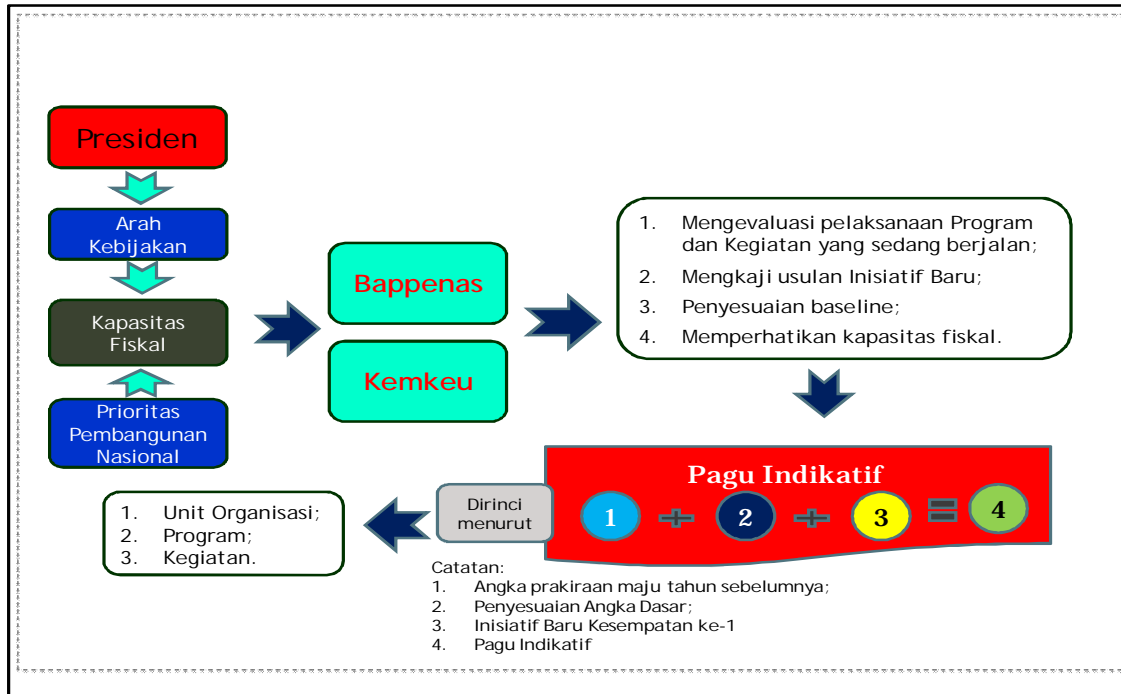 Presiden
Arah
Kebijakan
Kapasitas
Fiskal
Prioritas
Pembangunan
Nasional
Bappenas
Kemkeu
1. Mengevaluasi pelaksanaan Program
dan Kegiatan yang sedang berjalan;
2. Mengkaji usulan Inisiatif Baru;
3. Penyesuaian baseline;
4. Memperhatikan kapasitas fiskal.
Pagu Indikatif
1 + 2 + 3 = 4
Dirinci
menurut
1. Unit Organisasi;
2. Program;
3. Kegiatan.
Catatan:
1. Angka prakiraan maju tahun sebelumnya;
2. Penyesuaian Angka Dasar;
3. Inisiatif Baru Kesempatan ke-1
4. Pagu Indikatif